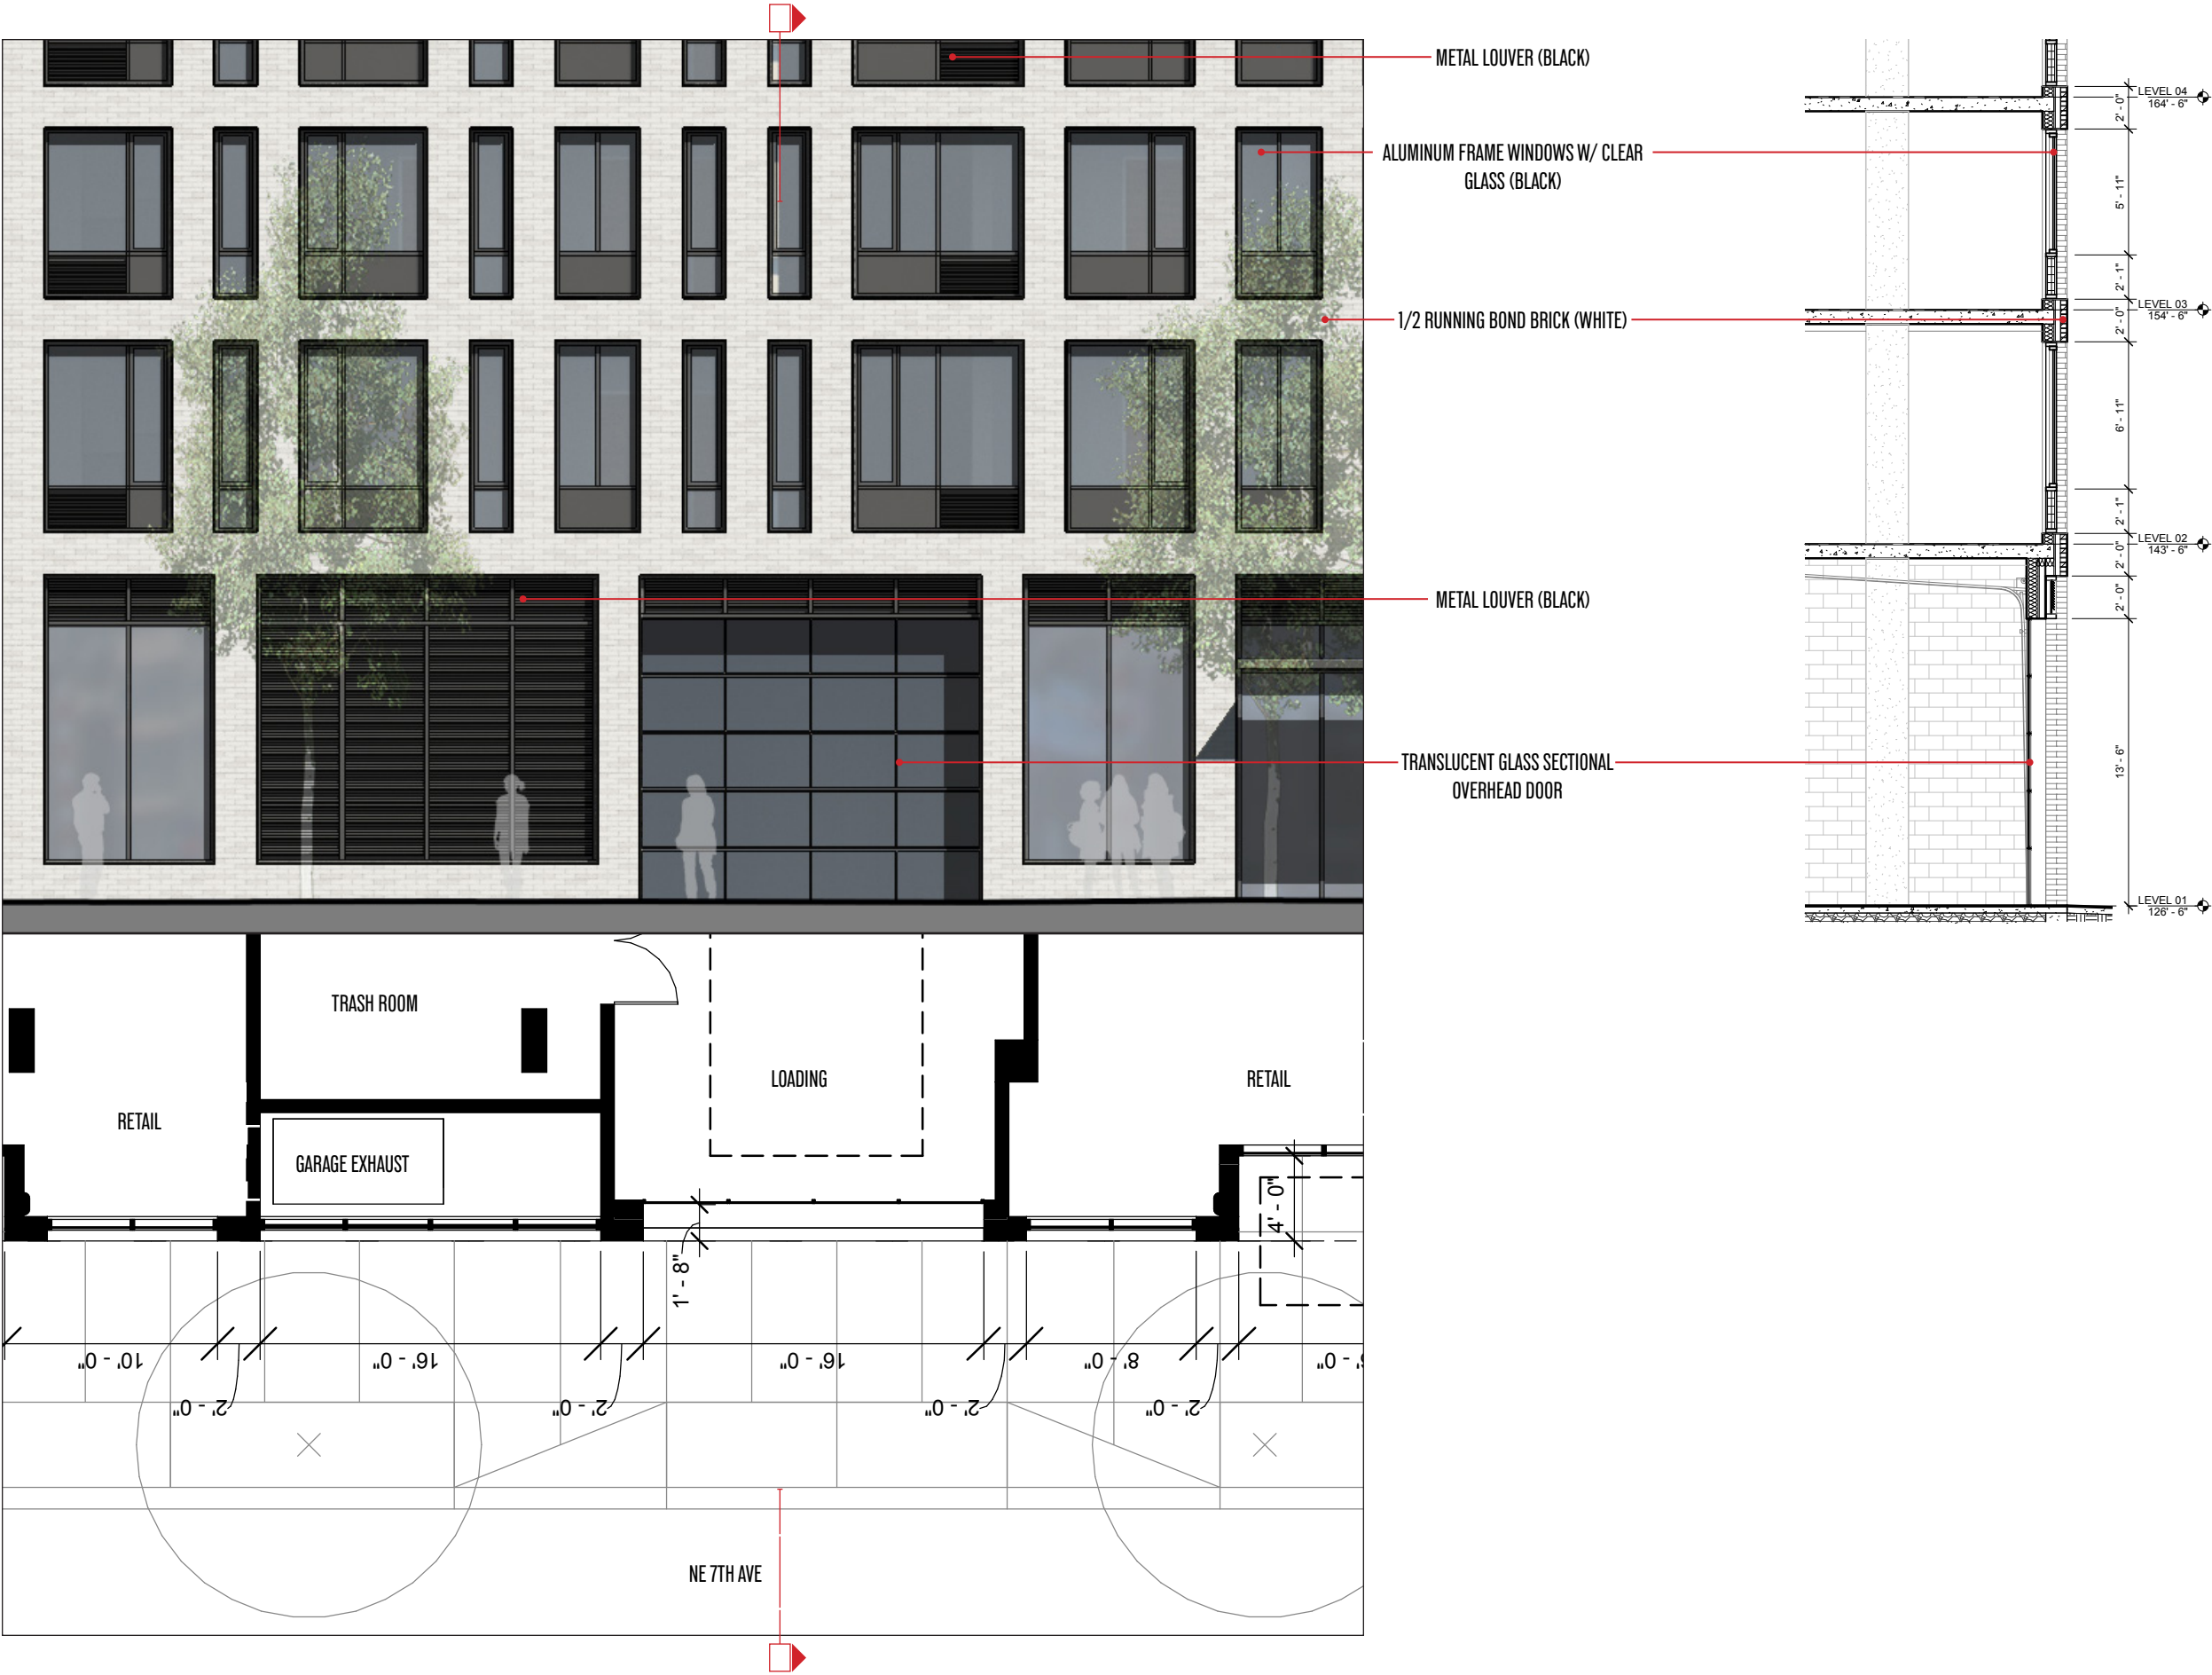 METAL LOUVER (BLACK)
ALUMINUM FRAME WINDOWS W/ CLEAR
GLASS (BLACK)
1/2 RUNNING BOND BRICK (WHITE)
METAL LOUVER (BLACK)
TRANSLUCENT GLASS SECTIONAL
OVERHEAD DOOR
LEVEL 04
164' - 6"
2' - 0"
5' - 11"
2' - 1"
LEVEL 03
154' - 6"
2' - 0"
6' - 11"
2' - 1"
LEVEL 02
143' - 6"
2' - 0"
2' - 0"
13' - 6"
LEVEL 01
126' - 6"
TRASH ROOM
LOADING
RETAIL
RETAIL
GARAGE EXHAUST
4' - 0"
1' - 8"
10' - 0"
16' - 0"
16' - 0"
8' - 0"
2' - 0"
2' - 0"
2' - 0"
2' - 0"
NE 7TH AVE